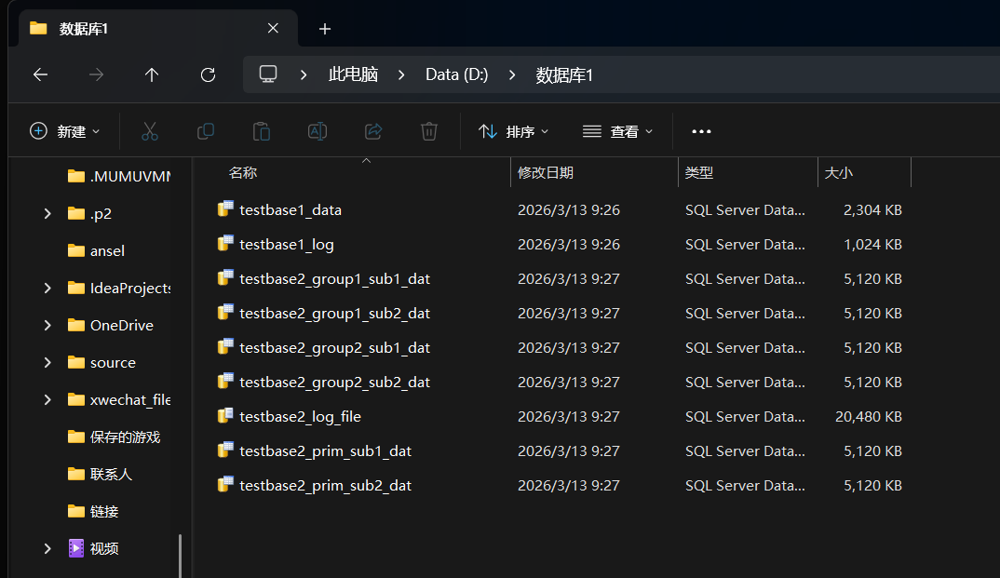 数据库1
此电脑 Data (D:) 数据库1
新建 排序 查看
.MUMUVM
.p2
ansel
IdeaProjects
OneDrive
source
xwechat_file
保存的游戏
联系人
链接
视频
名称 修改日期 类型 大小
testbase1_data 2026/3/13 9:26 SQL Server Data... 2,304 KB
testbase1_log 2026/3/13 9:26 SQL Server Data... 1,024 KB
testbase2_group1_sub1_dat 2026/3/13 9:27 SQL Server Data... 5,120 KB
testbase2_group1_sub2_dat 2026/3/13 9:27 SQL Server Data... 5,120 KB
testbase2_group2_sub1_dat 2026/3/13 9:27 SQL Server Data... 5,120 KB
testbase2_group2_sub2_dat 2026/3/13 9:27 SQL Server Data... 5,120 KB
testbase2_log_file 2026/3/13 9:27 SQL Server Data... 20,480 KB
testbase2_prim_sub1_dat 2026/3/13 9:27 SQL Server Data... 5,120 KB
testbase2_prim_sub2_dat 2026/3/13 9:27 SQL Server Data... 5,120 KB